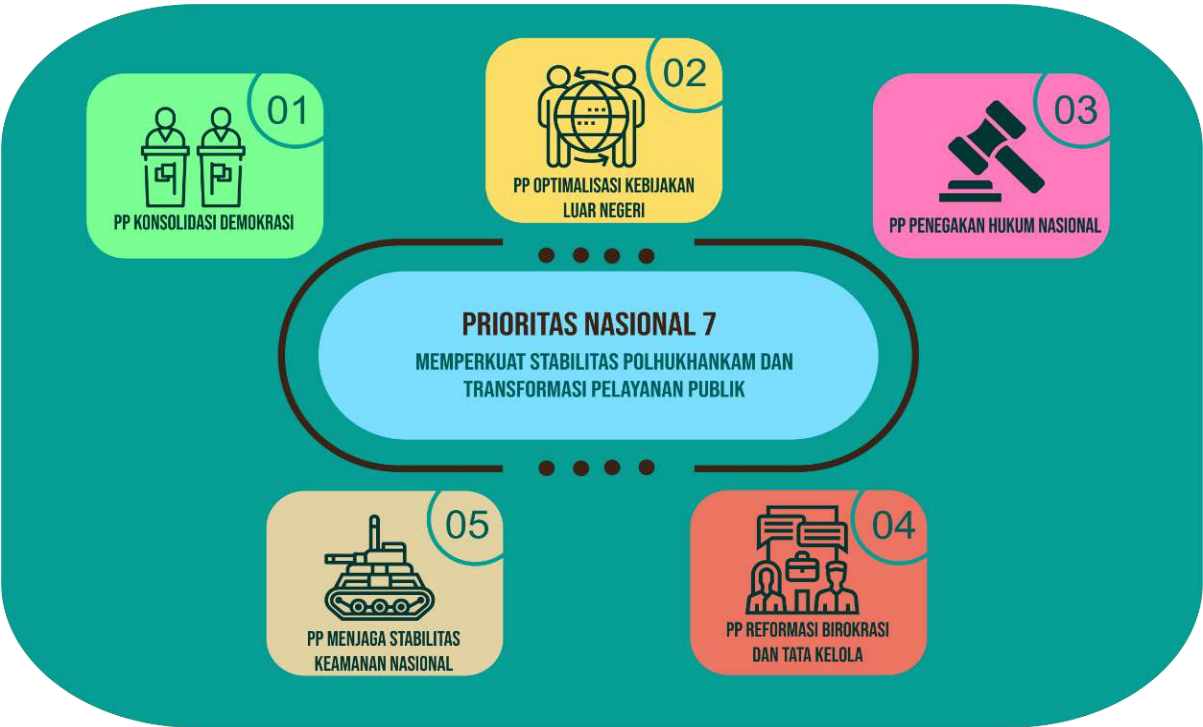 01
PP KONSOLIDASI DEMOKRASI
02
PP OPTIMALISASI KEBIJAKAN
LUAR NEGERI
03
PP PENEGAKAN HUKUM NASIONAL
PRIORITAS NASIONAL 7
MEMPERKUAT STABILITAS POLHUKHANKAM DAN
TRANSFORMASI PELAYANAN PUBLIK
05
PP MENJAGA STABILITAS
KEAMANAN NASIONAL
04
PP REFORMASI BIROKRASI
DAN TATA KELOLA